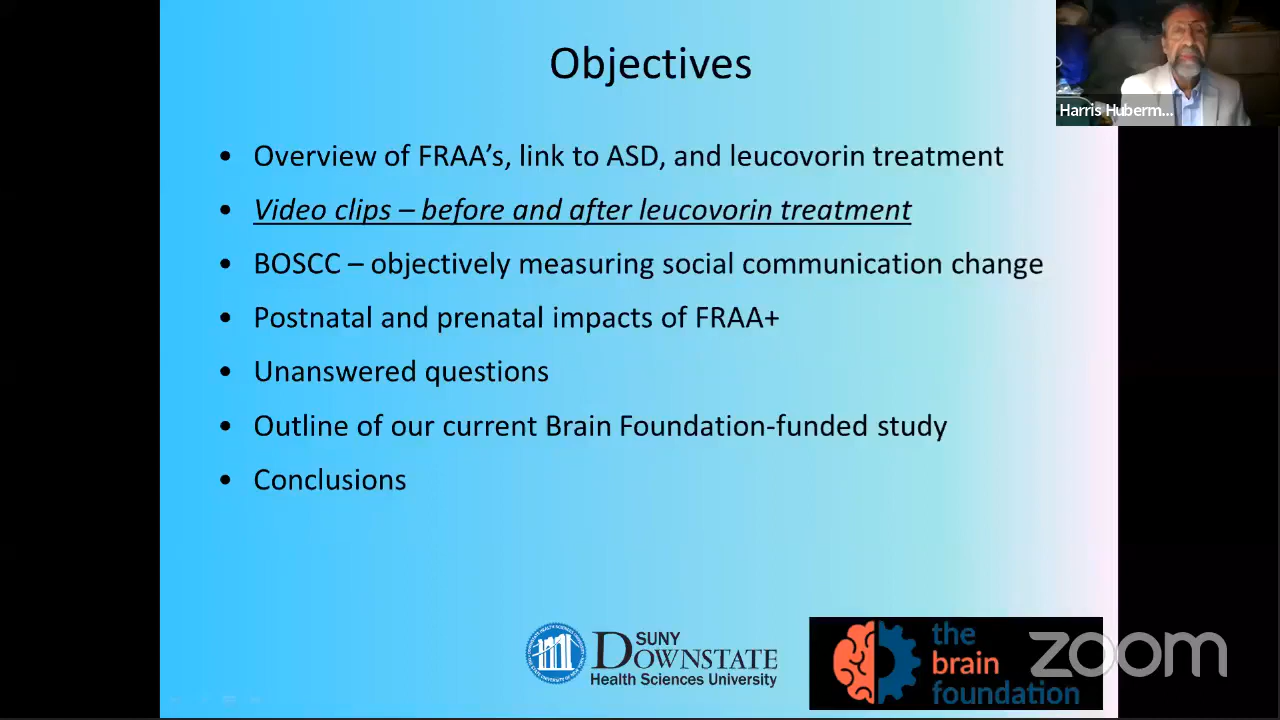 Objectives
Harris Huberm...
• Overview of FRAA’s, link to ASD, and leucovorin treatment
• Video clips – before and after leucovorin treatment
• BOSCC – objectively measuring social communication change
• Postnatal and prenatal impacts of FRAA+
• Unanswered questions
• Outline of our current Brain Foundation-funded study
• Conclusions
SUNY
DOWNSTATE
Health Sciences University
the
brain
foundation
zoom